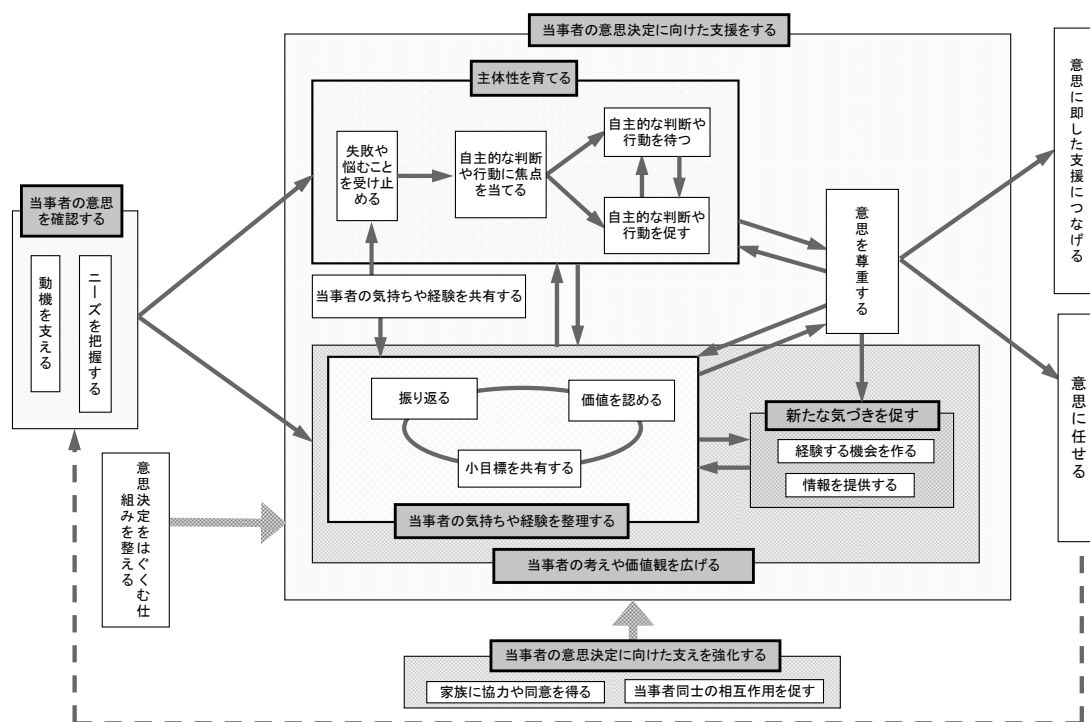 当事者の意思決定に向けた支援をする
主体性を育てる
失敗や
悩むこと
を受け止
める
自主的な判断
や行動に焦点
を当てる
自主的な判断や
行動を待つ
自主的な判断や
行動を促す
当事者の意思
を確認する
動機を支える
ニーズを把握する
当事者の気持ちや経験を共有する
意思を尊重する
意思に即した支援につなげる
意思に任せる
振り返る
価値を認める
小目標を共有する
当事者の気持ちや経験を整理する
新たな気づきを促す
経験する機会を作る
情報を提供する
当事者の考えや価値観を広げる
意思決定をはぐくむ仕
組みを整える
当事者の意思決定に向けた支えを強化する
家族に協力や同意を得る
当事者同士の相互作用を促す